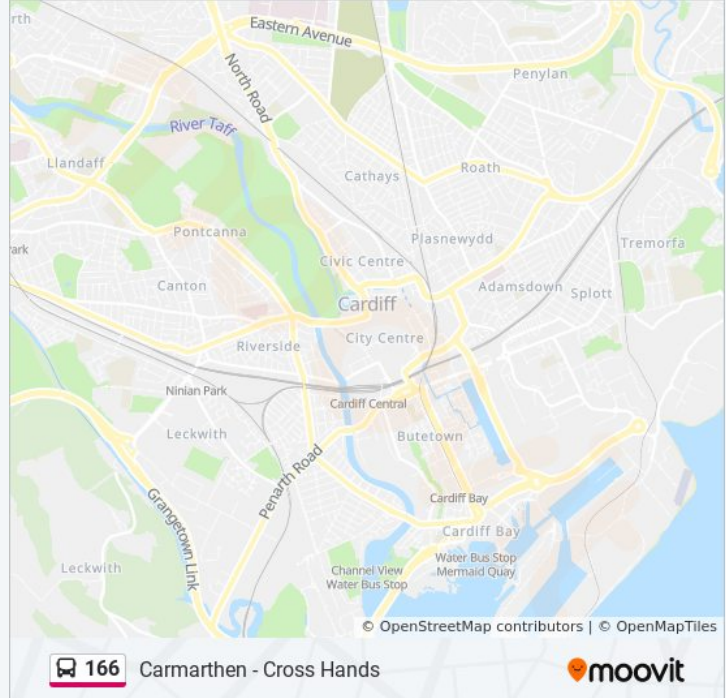 rth
Eastern Avenue
North Road
Penylan
River Taff
Llandaff
Roath
Cathays
Pontcanna
Plasnewydd
ark
Tremorfa
Civic Centre
Canton
Adamsdown
Splott
Cardiff
City Centre
Riverside
Ninian Park
Cardiff Central
Leckwith
Butetown
Penarth Road
Grangetown Link
Cardiff Bay
Cardiff Bay
Water Bus Stop
Mermaid Quay
Leckwith
Channel View
Water Bus Stop
© OpenStreetMap contributors | © OpenMapTiles
166 Carmarthen - Cross Hands
moovit